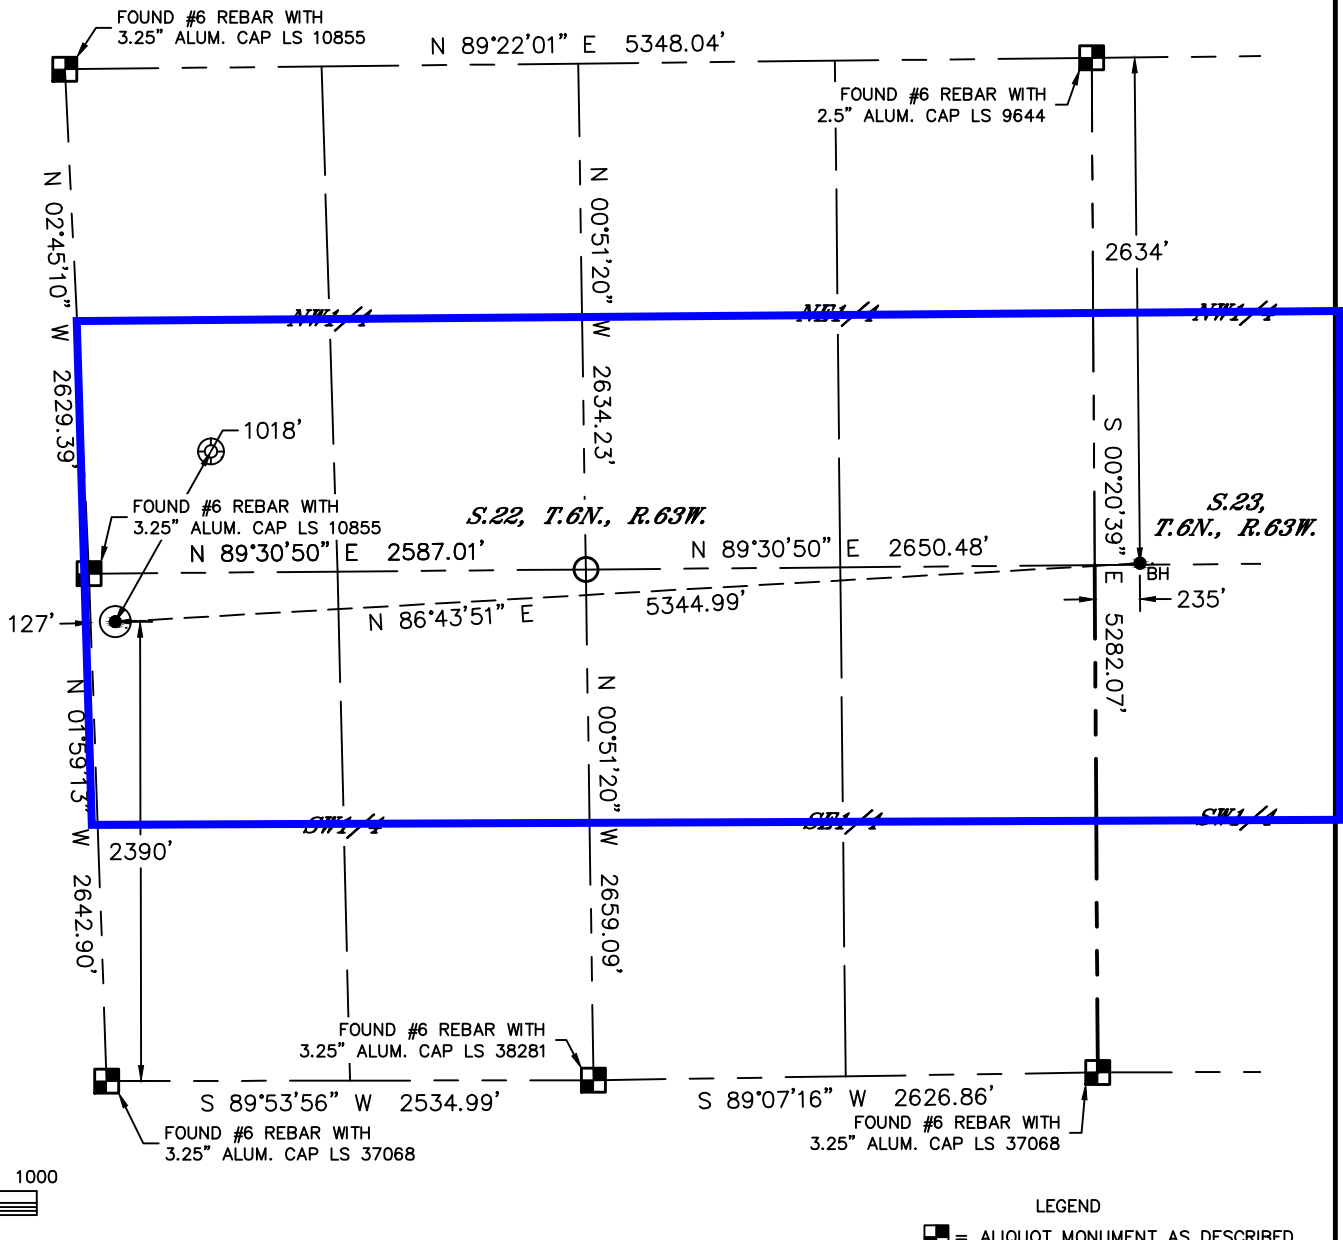 FOUND #6 REBAR WITH
3.25" ALUM. CAP LS 10855
N 89°22'01" E 5348.04'
FOUND #6 REBAR WITH
2.5" ALUM. CAP LS 9644
N 02°45'10" W 2629.39'
N 00°51'20" W 2634.23'
2634'
NW1/4
NE1/4
NW1/4
1018'
S 00°20'39" E 5282.07'
FOUND #6 REBAR WITH
3.25" ALUM. CAP LS 10855
S.22, T.6N., R.63W.
S.23,
T.6N., R.63W.
N 89°30'50" E 2587.01'
N 89°30'50" E 2650.48'
BH
127'
N 86°43'51" E 5344.99'
235'
N 01°59'13" W 2642.90'
N 00°51'20" W 2659.09'
SW1/4
SE1/4
SW1/4
2390'
FOUND #6 REBAR WITH
3.25" ALUM. CAP LS 38281
S 89°53'56" W 2534.99'
S 89°07'16" W 2626.86'
FOUND #6 REBAR WITH
3.25" ALUM. CAP LS 37068
FOUND #6 REBAR WITH
3.25" ALUM. CAP LS 37068
1000
LEGEND
= ALIQUOT MONUMENT AS DESCRIBED